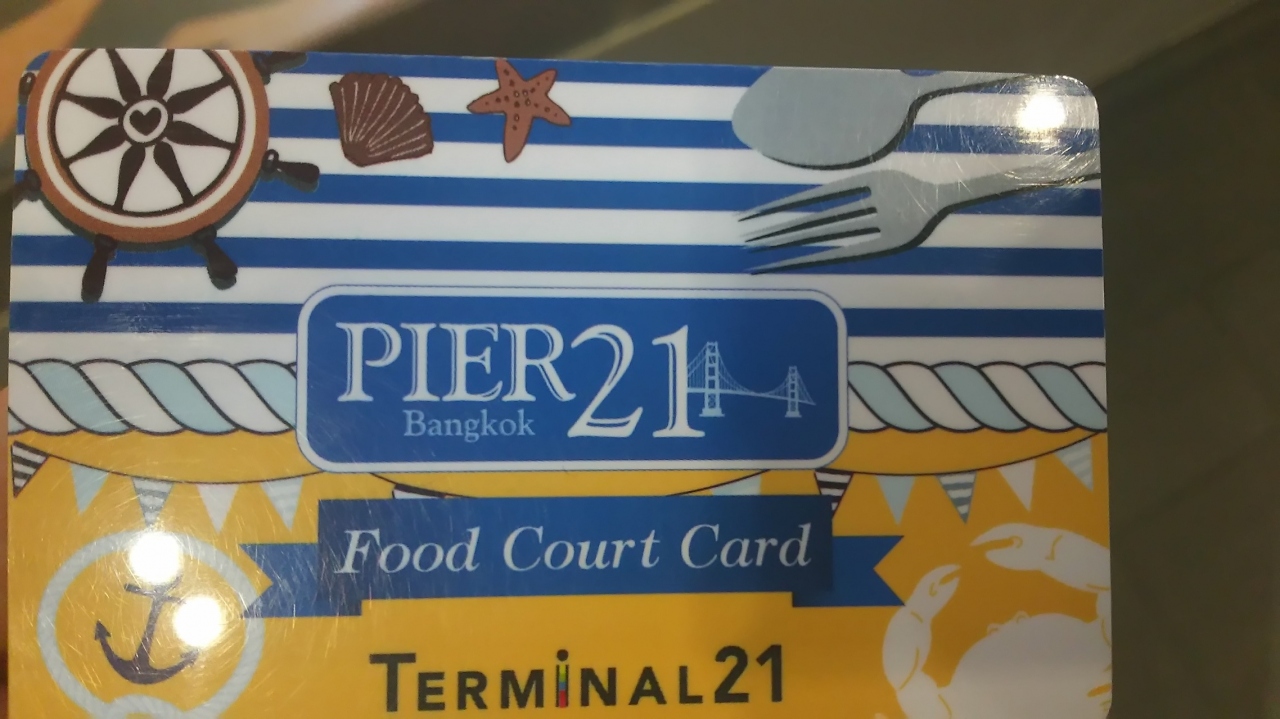 PIER21
Bangkok
Food Court Card
TERMINAL21